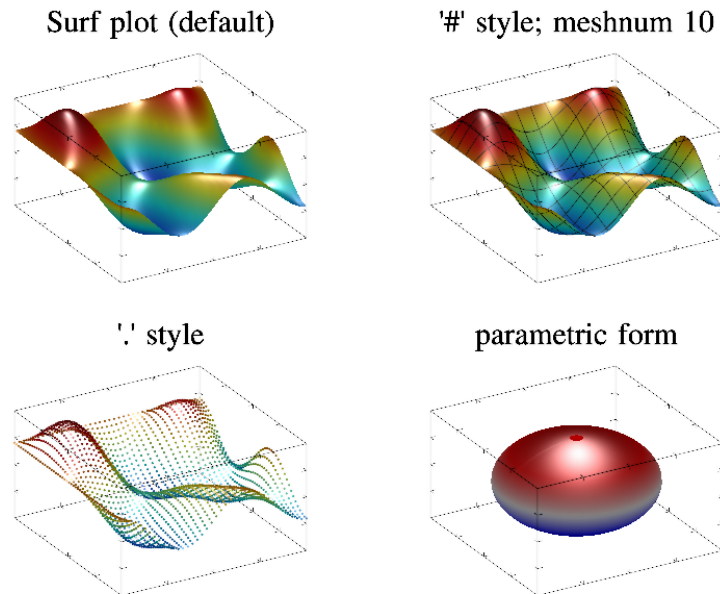 Surf plot (default)
'#' style; meshnum 10
'.' style
parametric form